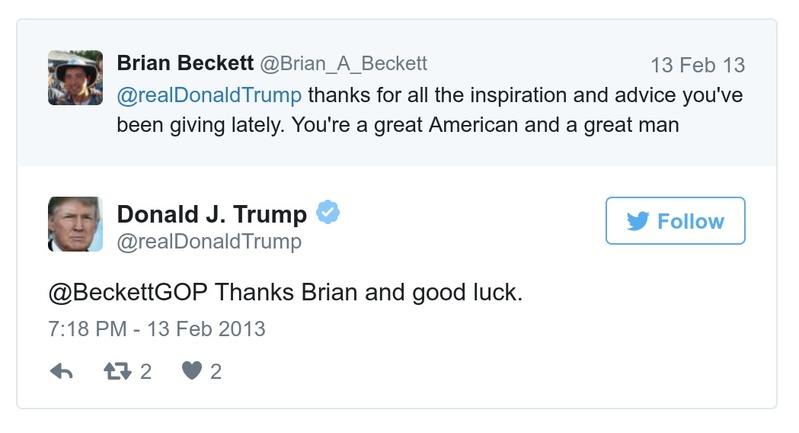 Brian Beckett @Brian_A_Beckett 13 Feb 13
@realDonaldTrump thanks for all the inspiration and advice you've
been giving lately. You're a great American and a great man
Donald J. Trump
@realDonaldTrump
Follow
@BeckettGOP Thanks Brian and good luck.
7:18 PM - 13 Feb 2013
2 2